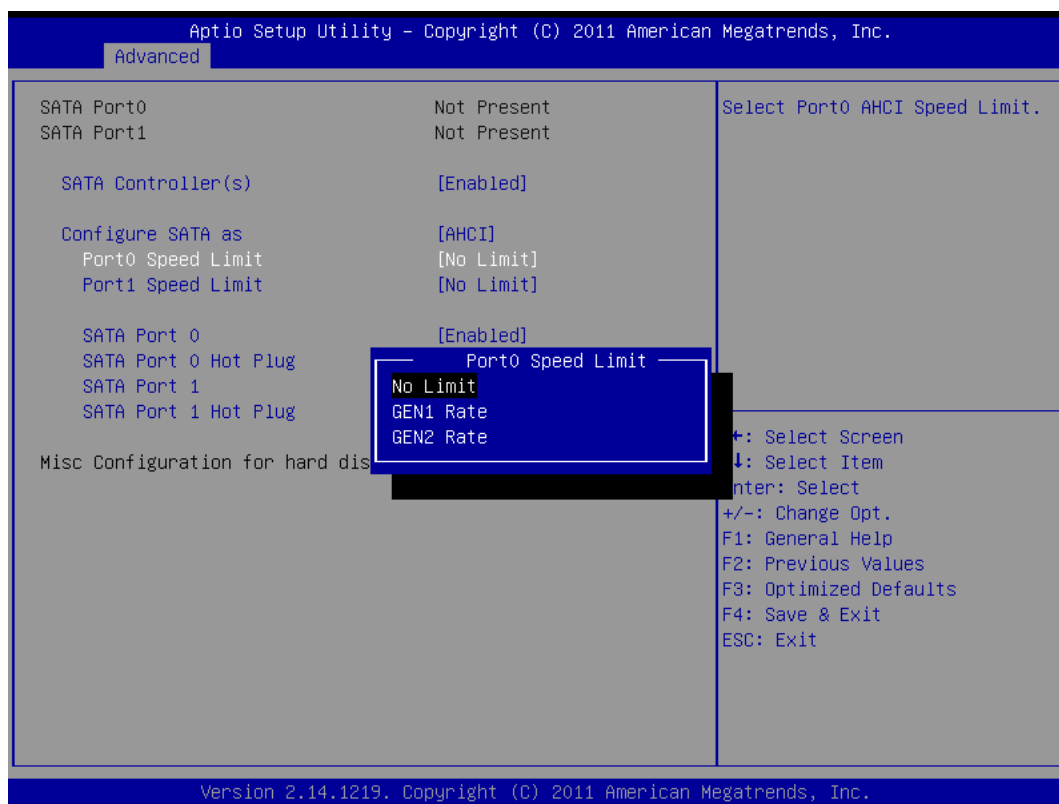 Aptio Setup Utility – Copyright (C) 2011 American Megatrends, Inc.
Advanced
SATA Port0 Not Present
SATA Port1 Not Present
SATA Controller(s) [Enabled]
Configure SATA as [AHCI]
Port0 Speed Limit [No Limit]
Port1 Speed Limit [No Limit]
SATA Port 0 [Enabled]
SATA Port 0 Hot Plug
SATA Port 1
SATA Port 1 Hot Plug
Misc Configuration for hard dis
Port0 Speed Limit
No Limit
GEN1 Rate
GEN2 Rate
Select Port0 AHCI Speed Limit.
: Select Screen
: Select Item
nter: Select
+/-: Change Opt.
F1: General Help
F2: Previous Values
F3: Optimized Defaults
F4: Save & Exit
ESC: Exit
Version 2.14.1219. Copyright (C) 2011 American Megatrends, Inc.